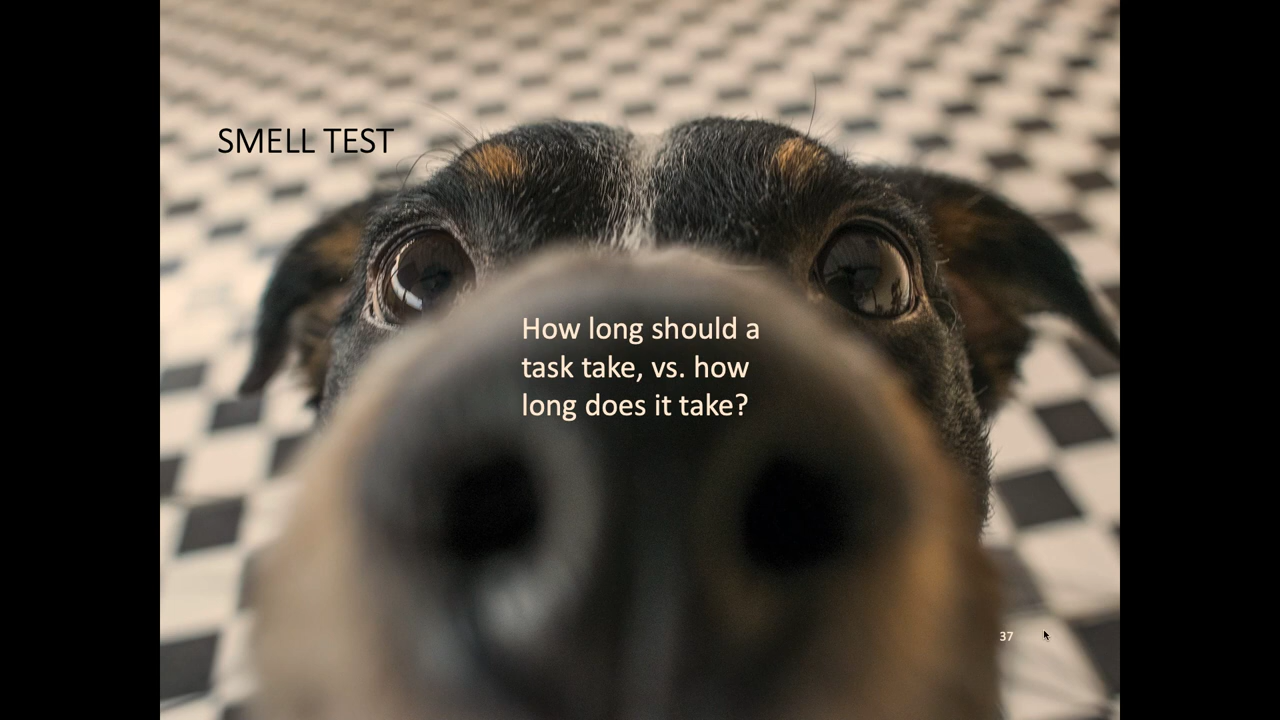 SMELL TEST
How long should a
task take, vs. how
long does it take?
37